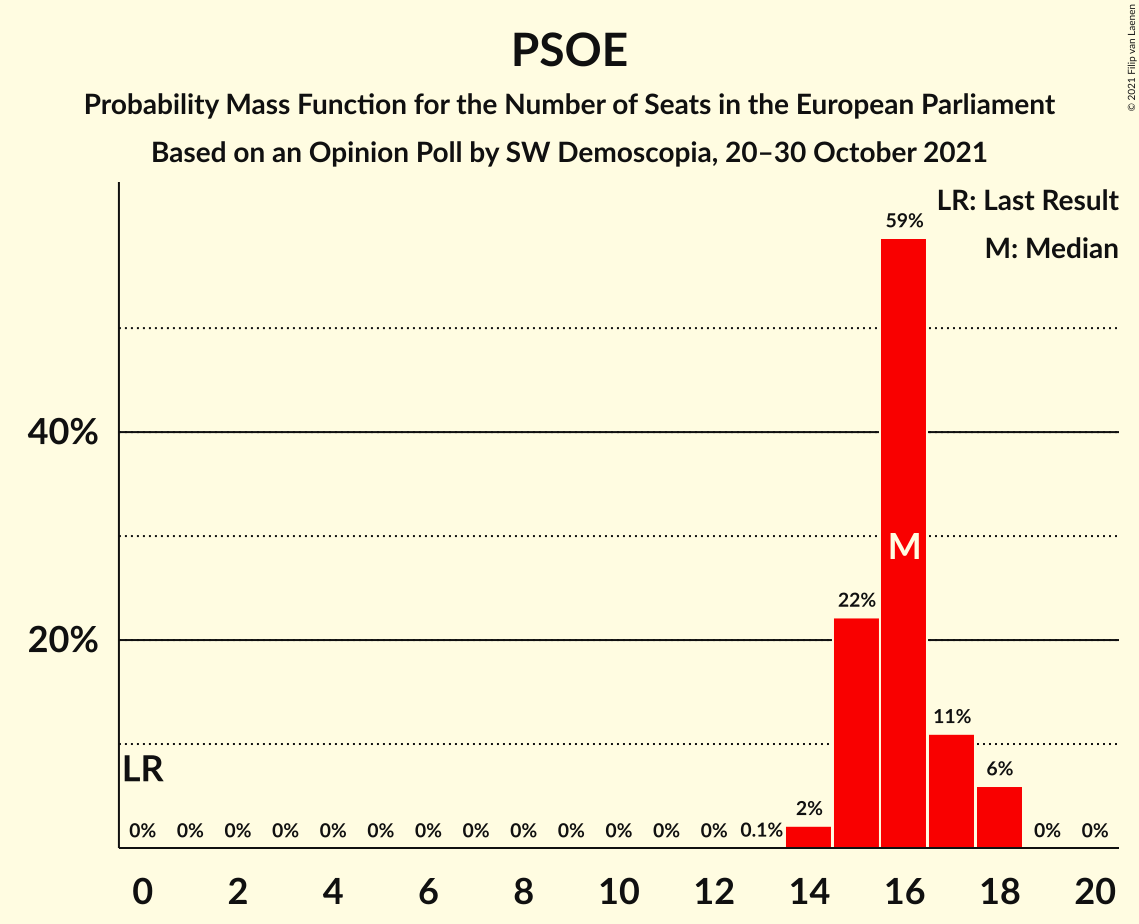 PSOE
Probability Mass Function for the Number of Seats in the European Parliament
Based on an Opinion Poll by SW Demoscopia, 20–30 October 2021
© 2021 Filip van Laenen
LR: Last Result
M: Median
59%
40%
M
22%
20%
11%
LR
6%
2%
0% 0% 0% 0% 0% 0% 0% 0% 0% 0% 0% 0% 0% 0.1% 0% 0%
0 2 4 6 8 10 12 14 16 18 20